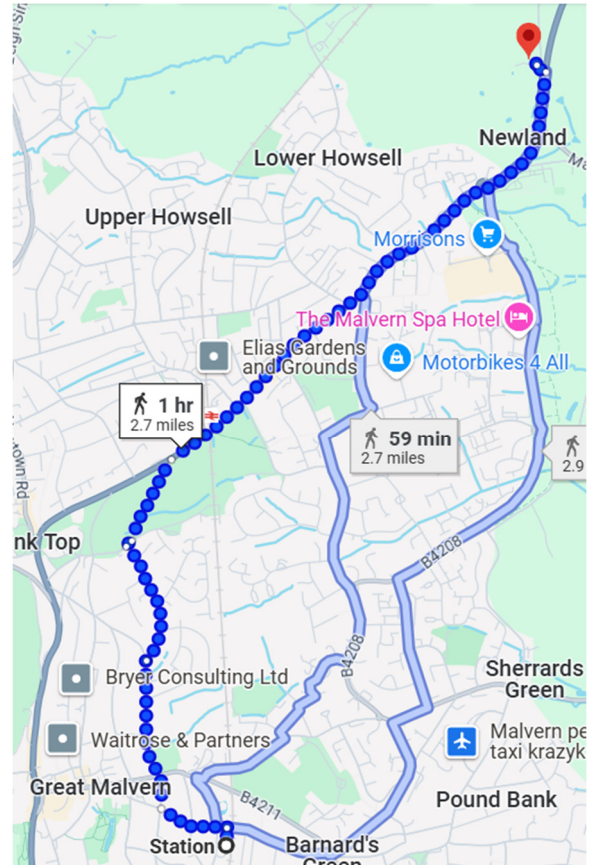 Newland
Lower Howsell
Upper Howsell
Morrisons
The Malvern Spa Hotel
Elias Gardens
and Grounds
Motorbikes 4 All
1 hr
2.7 miles
59 min
2.7 miles
2.9
own Rd
nk Top
B4208
B4208
Bryer Consulting Ltd
Sherrards
Green
Waitrose & Partners
Malvern pe
taxi krazyk
Great Malvern
B4211
Pound Bank
Station
Barnard's
Green